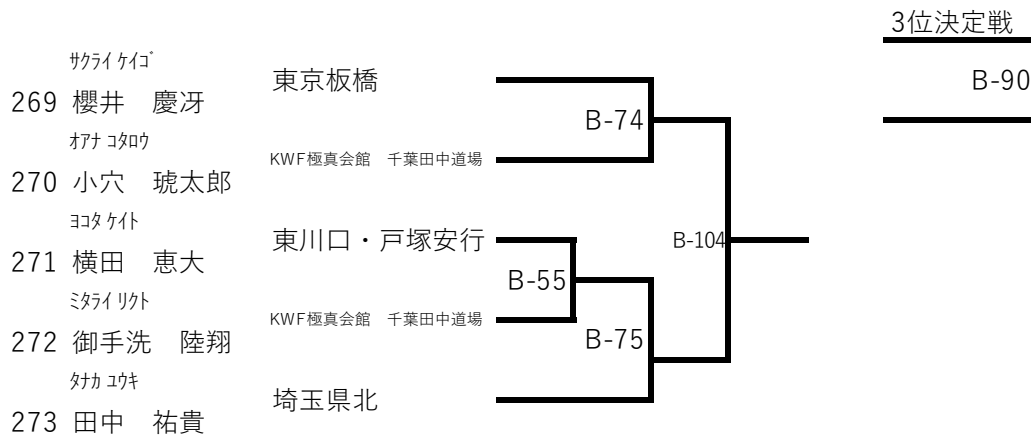 3位決定戦
ｻｸﾗｲ ｹｲｺﾞ
東京板橋
B-90
269 櫻井　慶冴
B-74
ｵｱﾅ ｺﾀﾛｳ
KWF極真会館　千葉田中道場
270 小穴　琥太郎
ﾖｺﾀ ｹｲﾄ
東川口・戸塚安行
B-104
271 横田　恵大
B-55
ﾐﾀﾗｲ ﾘｸﾄ
KWF極真会館　千葉田中道場
272 御手洗　陸翔
B-75
ﾀﾅｶ ﾕｳｷ
埼玉県北
273 田中　祐貴